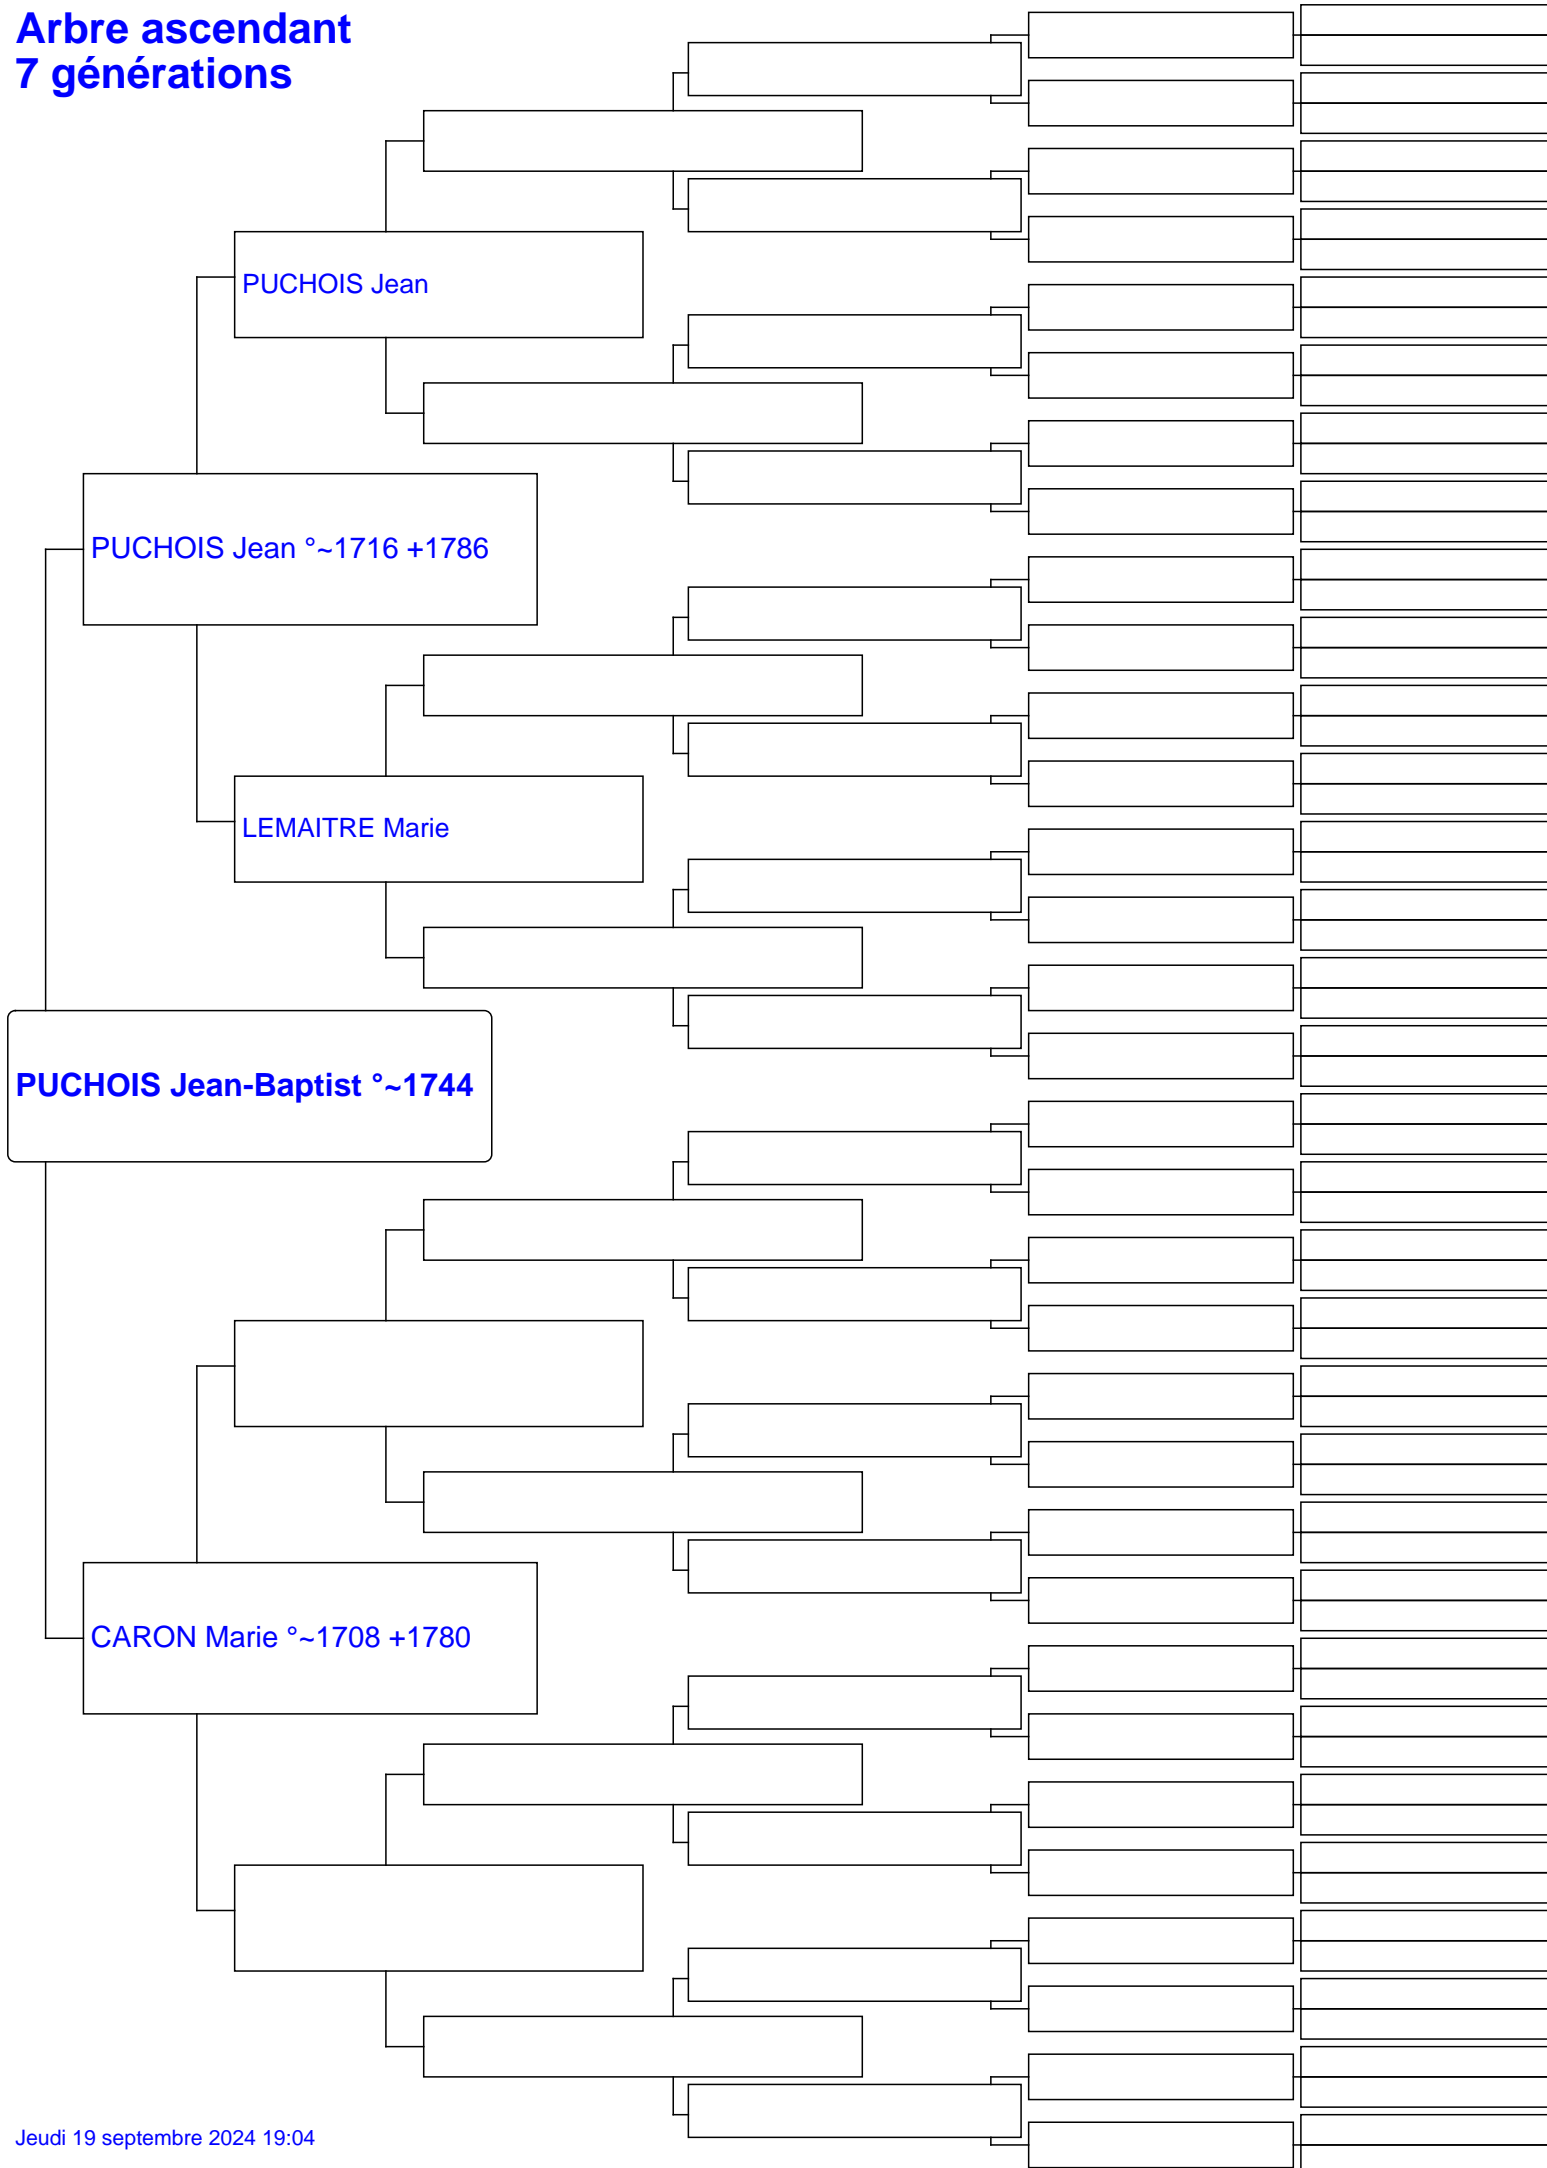 Arbre ascendant
7 générations
PUCHOIS Jean
PUCHOIS Jean °~1716 +1786
LEMAITRE Marie
PUCHOIS Jean-Baptist °~1744
CARON Marie °~1708 +1780
Jeudi 19 septembre 2024 19:04